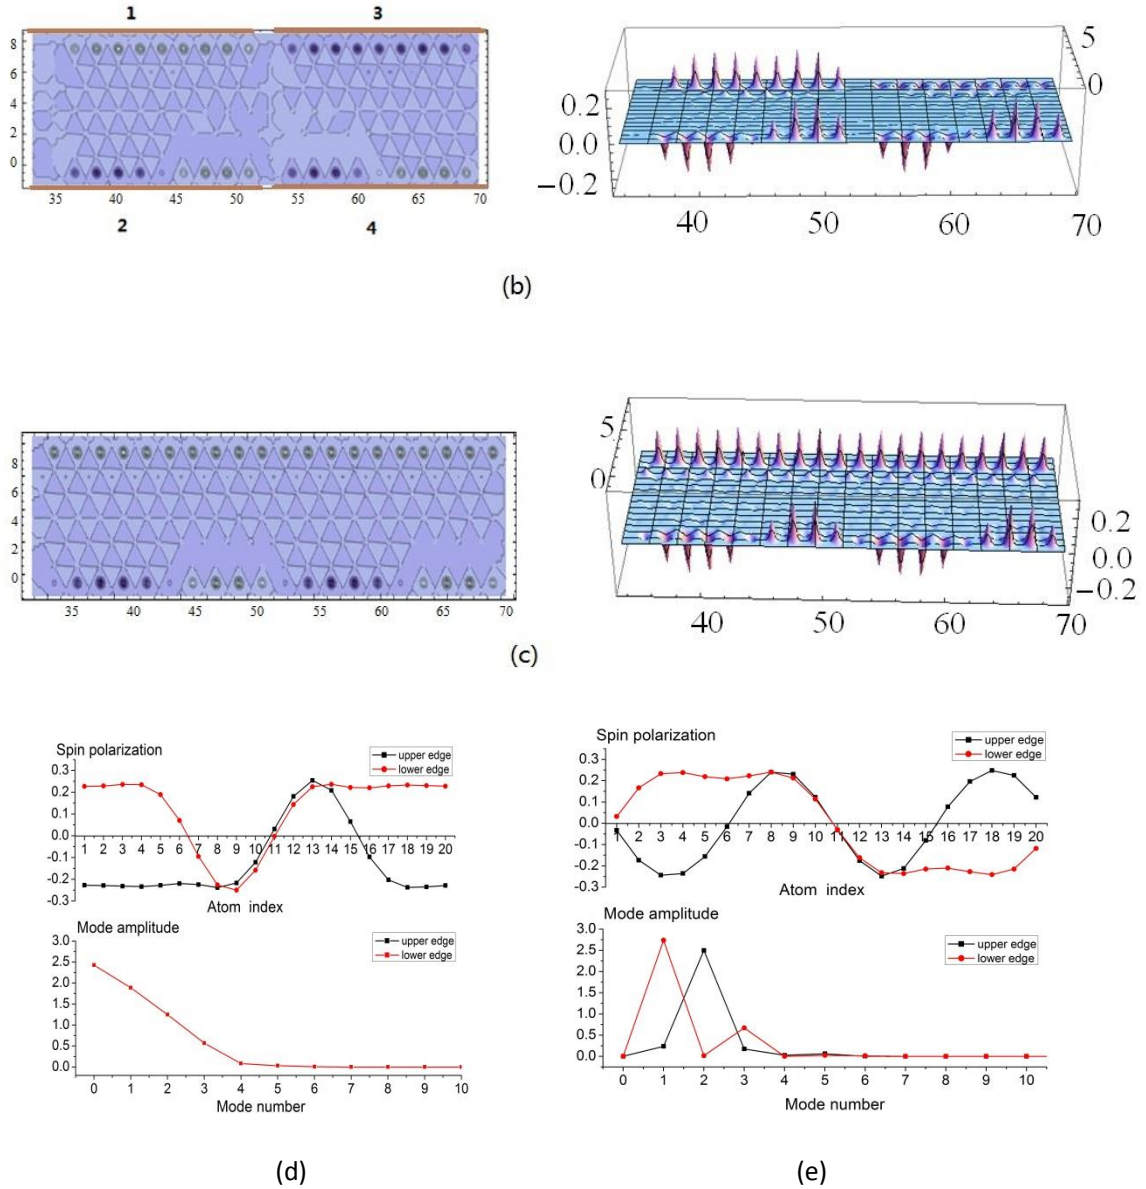 1 3
8
6
4
2
0
35 40 45 50 55 60 65 70
2 4
5
0
0.2
0.0
−0.2
40 50 60 70
(b)
8
6
4
2
0
35 40 45 50 55 60 65 70
5
0
0.2
0.0
−0.2
40 50 60 70
(c)
Spin polarization
upper edge
lower edge
0.3
0.2
0.1
0.0
-0.1
-0.2
-0.3
1 2 3 4 5 6 7 8 9 10 11 12 13 14 15 16 17 18 19 20
Atom index
Mode amplitude
upper edge
lower edge
3.0
2.5
2.0
1.5
1.0
0.5
0.0
0 1 2 3 4 5 6 7 8 9 10
Mode number
(d)
Spin polarization
upper edge
lower edge
0.3
0.2
0.1
0.0
-0.1
-0.2
-0.3
1 2 3 4 5 6 7 8 9 10 11 12 13 14 15 16 17 18 19 20
Atom index
Mode amplitude
upper edge
lower edge
3.0
2.5
2.0
1.5
1.0
0.5
0.0
0 1 2 3 4 5 6 7 8 9 10
Mode number
(e)